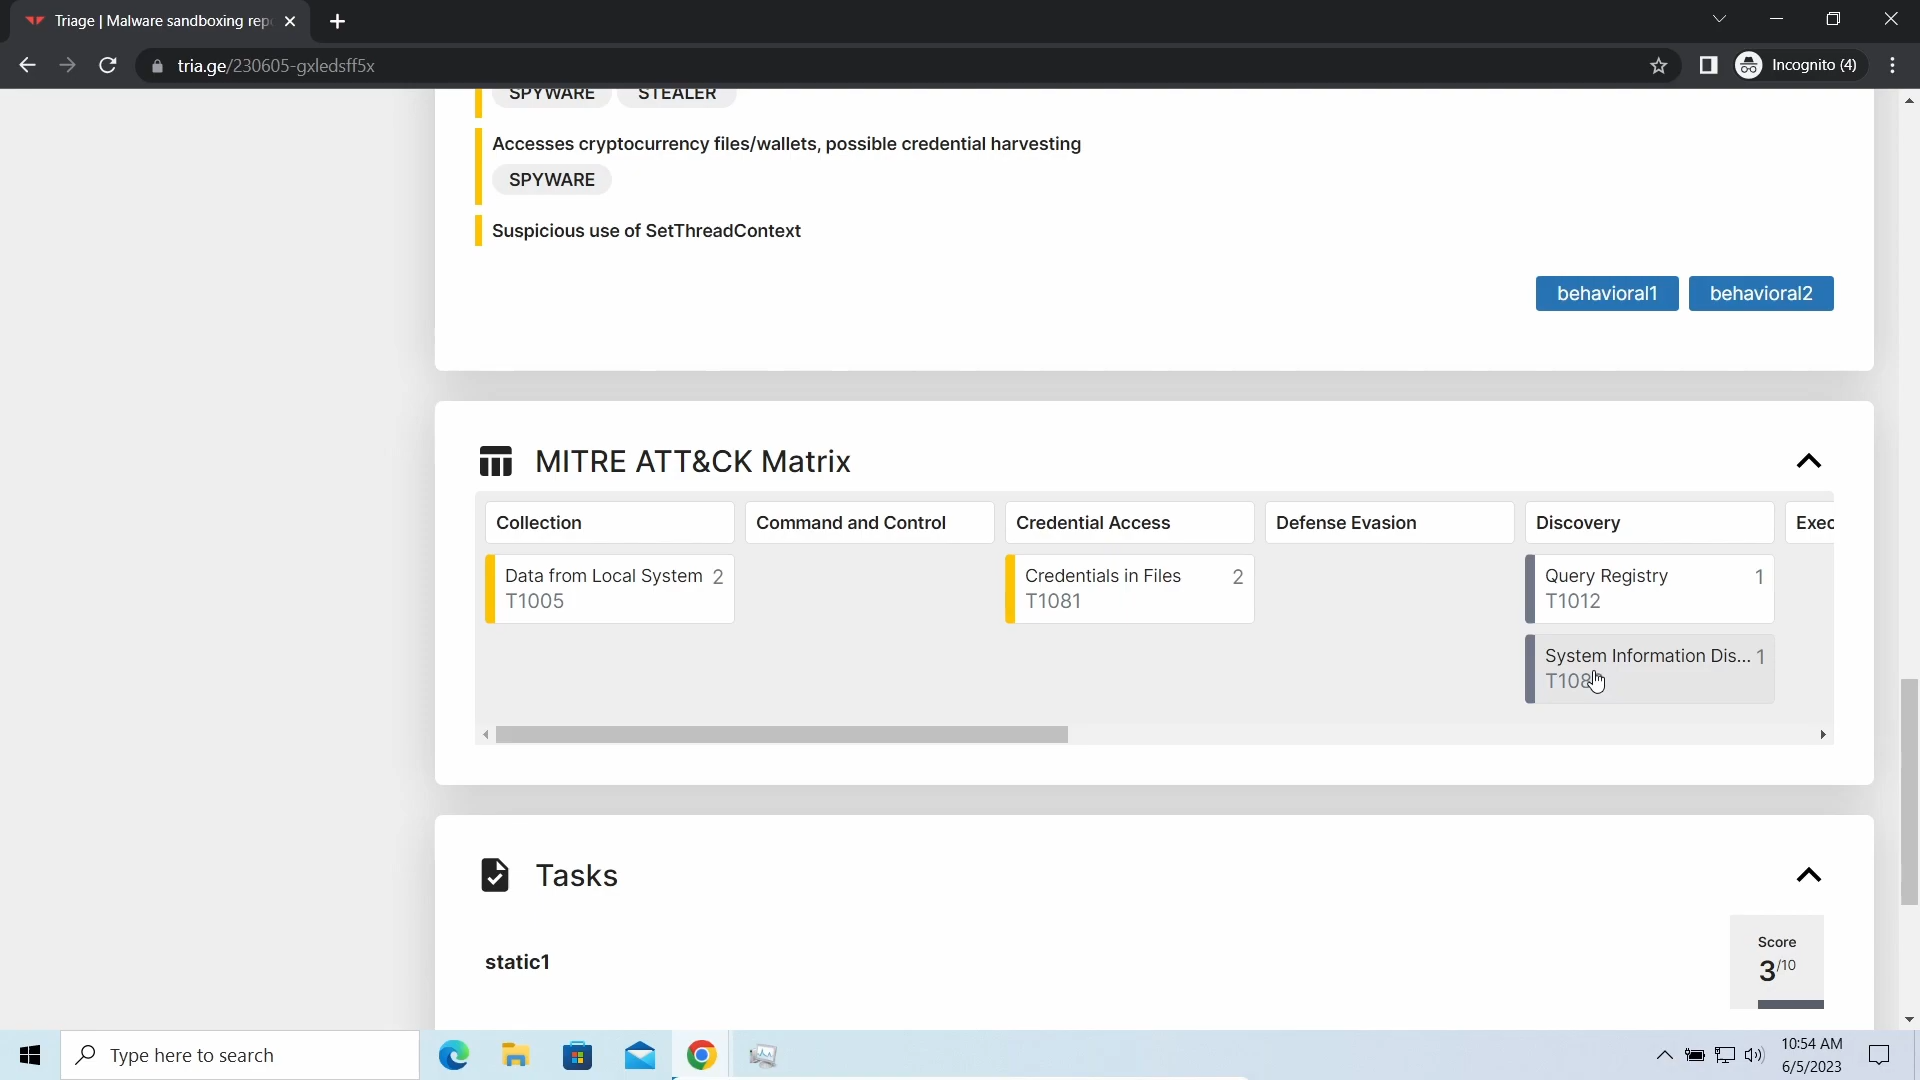 Triage | Malware sandboxing rep
tria.ge/230605-gxledsff5x
Incognito (4)
SPYWARE STEALER
Accesses cryptocurrency files/wallets, possible credential harvesting
SPYWARE
Suspicious use of SetThreadContext
behavioral1 behavioral2
MITRE ATT&CK Matrix
Collection Command and Control Credential Access Defense Evasion Discovery Exec
Data from Local System 2 Credentials in Files 2 Query Registry 1
T1005 T1081 T1012
System Information Dis... 1
T108
Tasks
Score
static1
3/10
Type here to search
10:54 AM
6/5/2023